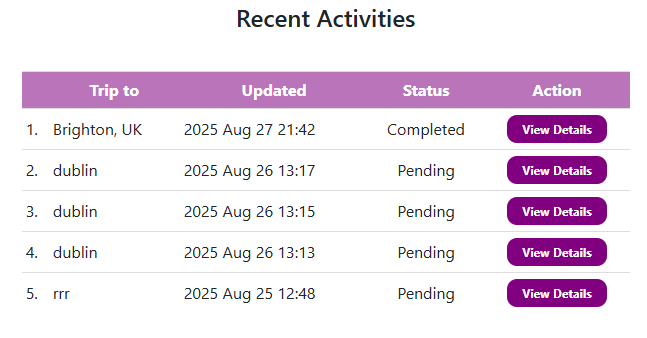 Recent Activities
Trip to Updated Status Action
1. Brighton, UK 2025 Aug 27 21:42 Completed View Details
2. dublin 2025 Aug 26 13:17 Pending View Details
3. dublin 2025 Aug 26 13:15 Pending View Details
4. dublin 2025 Aug 26 13:13 Pending View Details
5. rrr 2025 Aug 25 12:48 Pending View Details